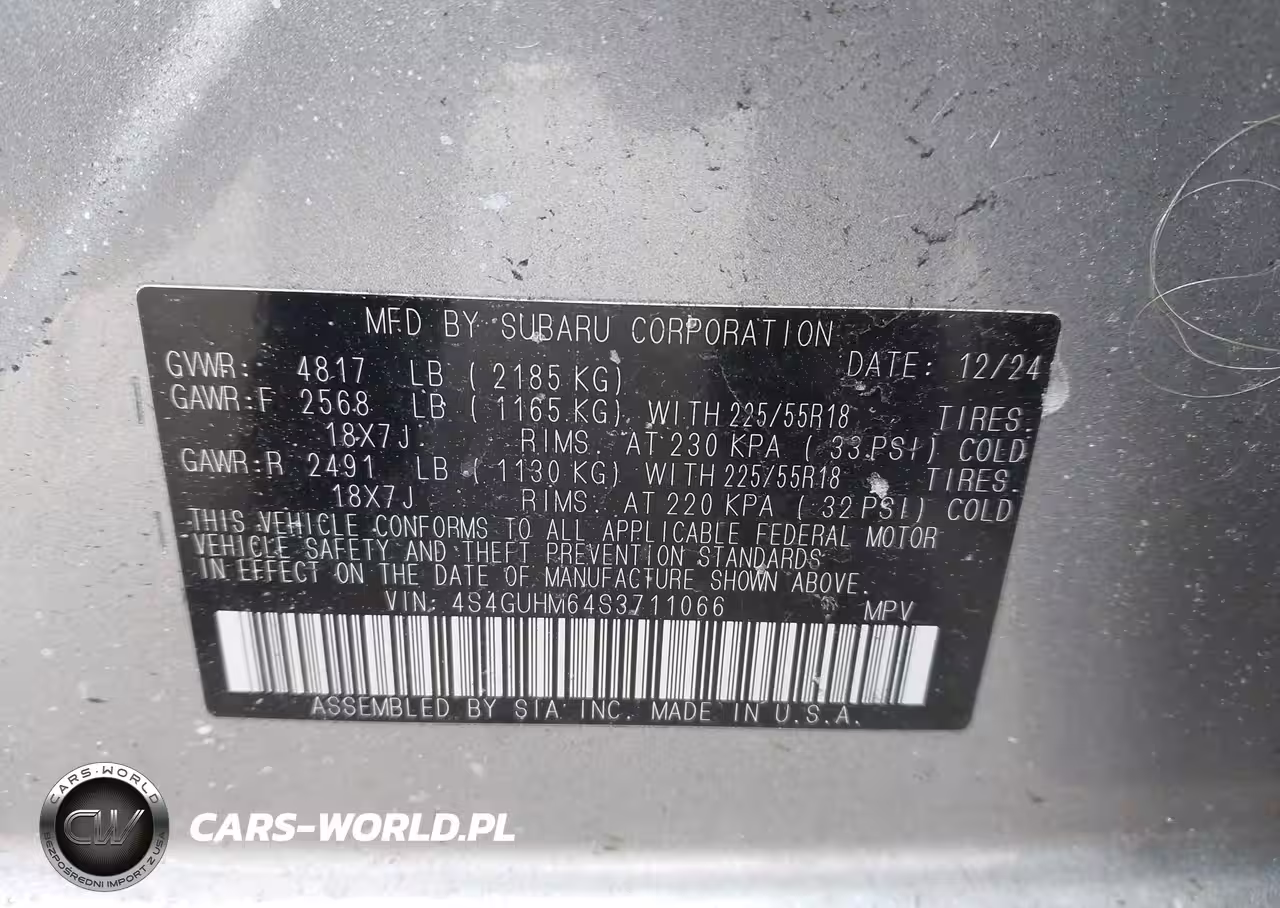 MFD BY SUBARU CORPORATION
GVWR: 4817 LB ( 2185 KG) DATE: 12/24
GAWR:F 2568 LB ( 1165 KG) WITH 225/55R18 TIRES.
18X7J RIMS. AT 230 KPA ( 33 PSI) COLD
GAWR:R 2491 LB ( 1130 KG) WITH 225/55R18 TIRES.
18X7J RIMS. AT 220 KPA ( 32 PSI) COLD
THIS VEHICLE CONFORMS TO ALL APPLICABLE FEDERAL MOTOR
VEHICLE SAFETY AND THEFT PREVENTION STANDARDS
IN EFFECT ON THE DATE OF MANUFACTURE SHOWN ABOVE.
VIN: 4S4GUHM64S3711066 MPV
ASSEMBLED BY SIA INC. MADE IN U.S.A.
CARS-WORLD
CW
BEZPOŚREDNI IMPORT Z USA
CARS-WORLD.PL